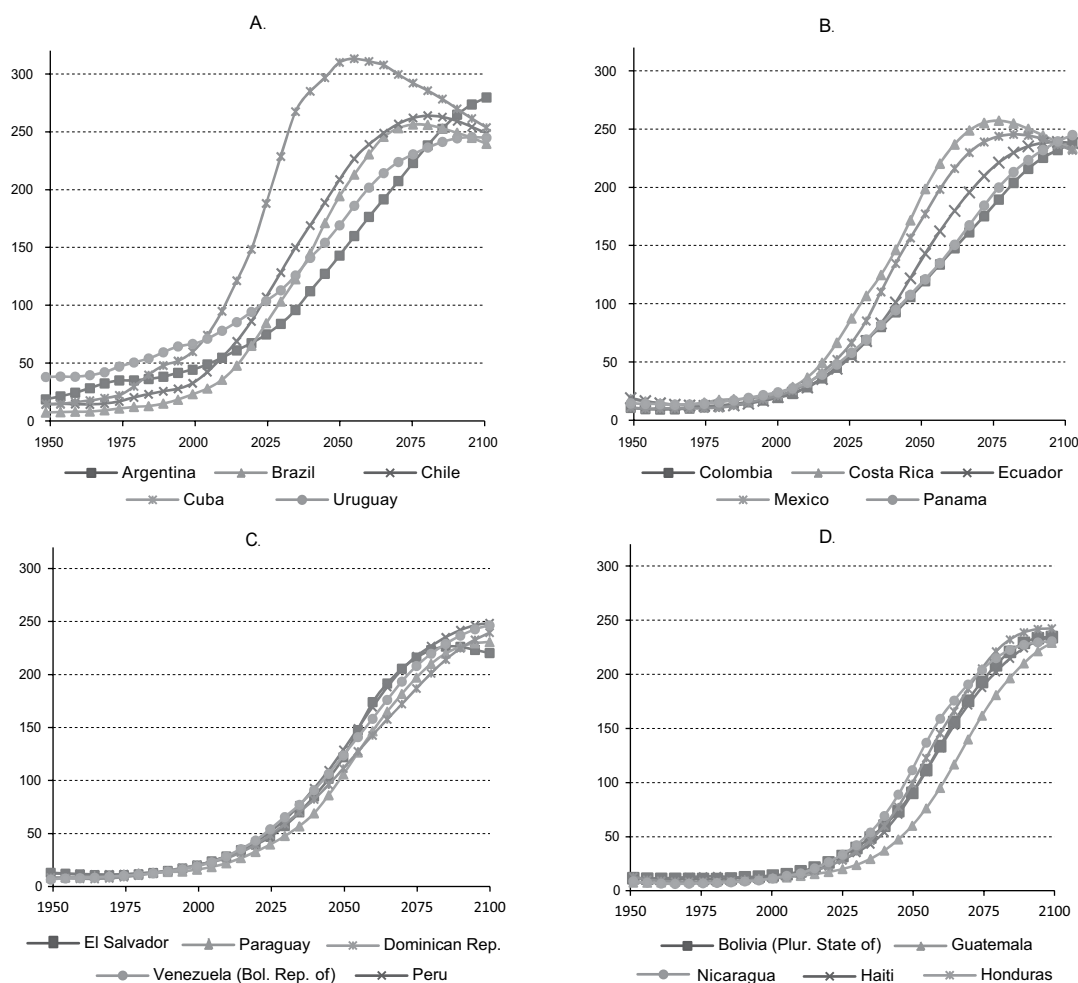 A.
300
250
200
150
100
50
0
1950 1975 2000 2025 2050 2075 2100
Argentina Brazil Chile
Cuba Uruguay
B.
300
250
200
150
100
50
0
1950 1975 2000 2025 2050 2075 2100
Colombia Costa Rica Ecuador
Mexico Panama
C.
300
250
200
150
100
50
0
1950 1975 2000 2025 2050 2075 2100
El Salvador Paraguay Dominican Rep.
Venezuela (Bol. Rep. of) Peru
D.
300
250
200
150
100
50
0
1950 1975 2000 2025 2050 2075 2100
Bolivia (Plur. State of) Guatemala
Nicaragua Haiti Honduras